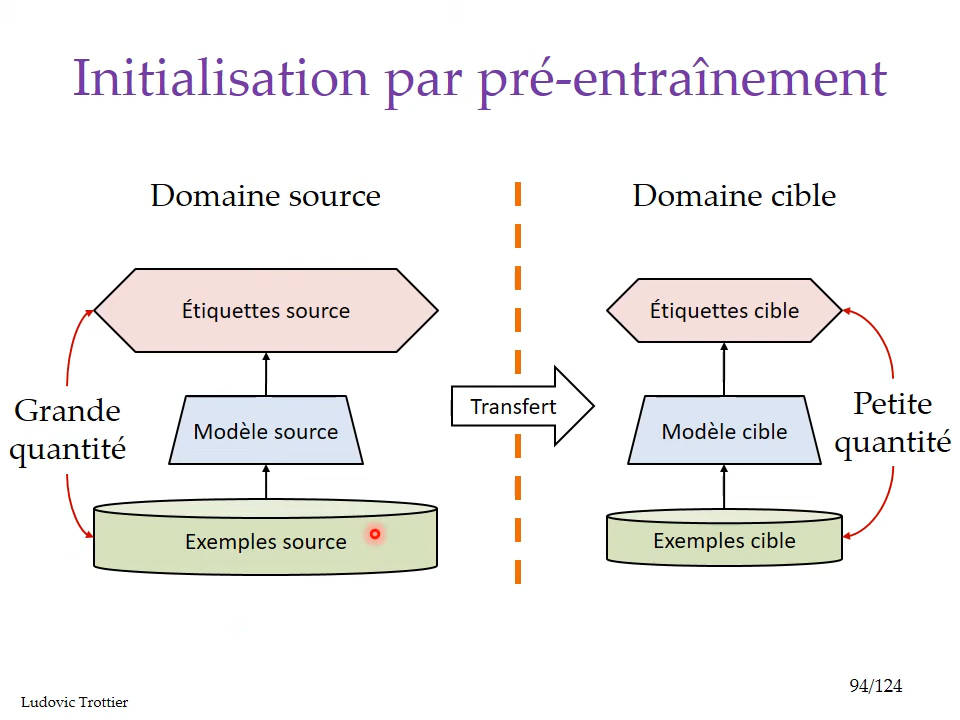 Initialisation par pré-entraînement
Domaine source
Domaine cible
Étiquettes source
Étiquettes cible
Grande
quantité
Modèle source
Transfert
Modèle cible
Petite
quantité
Exemples source
Exemples cible
94/124
Ludovic Trottier